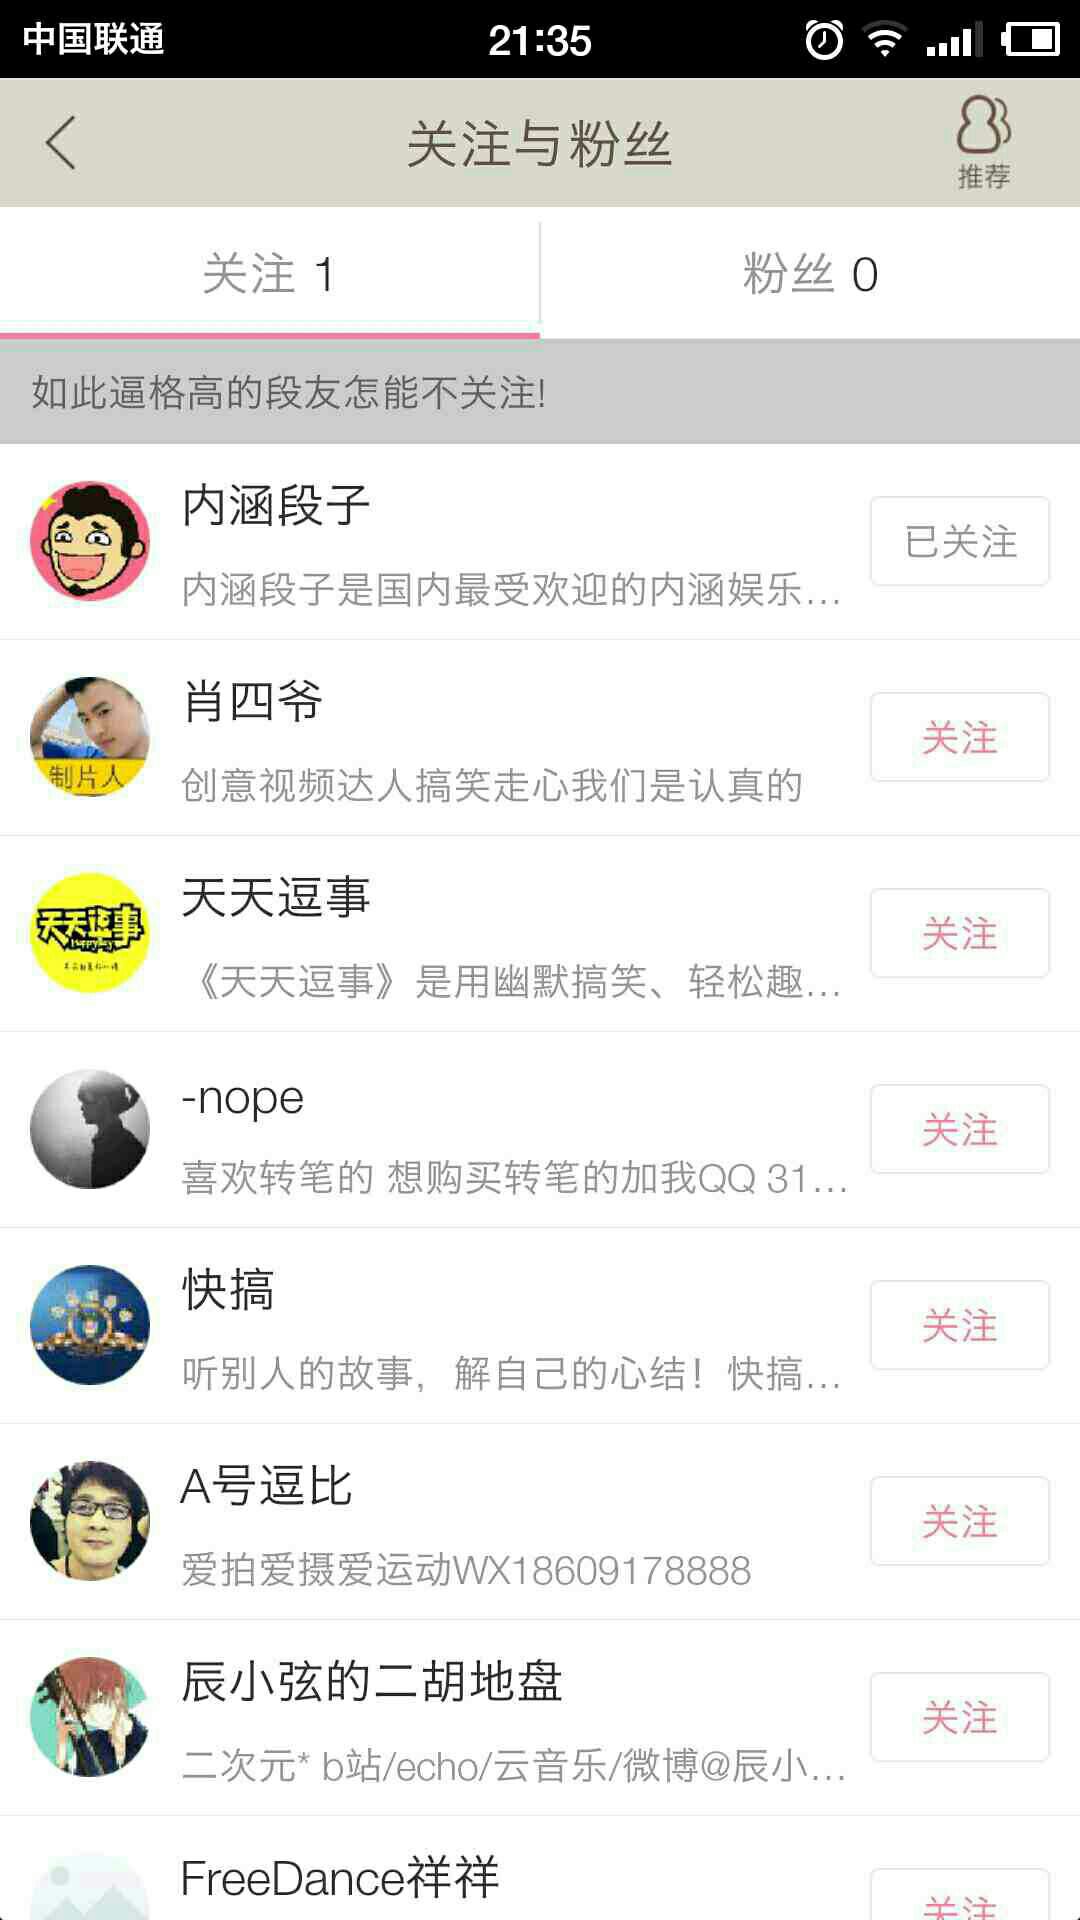 中国联通
21:35
关注与粉丝
推荐
关注 1
粉丝 0
如此逼格高的段友怎能不关注!
内涵段子
内涵段子是国内最受欢迎的内涵娱乐...
已关注
肖四爷
创意视频达人搞笑走心我们是认真的
关注
制片人
天天逗事
《天天逗事》是用幽默搞笑、轻松趣...
关注
天天逗事
-nope
喜欢转笔的 想购买转笔的加我QQ 31...
关注
快搞
听别人的故事，解自己的心结！快搞...
关注
A号逗比
爱拍爱摄爱运动WX18609178888
关注
辰小弦的二胡地盘
二次元* b站/echo/云音乐/微博@辰小...
关注
FreeDance祥祥
关注